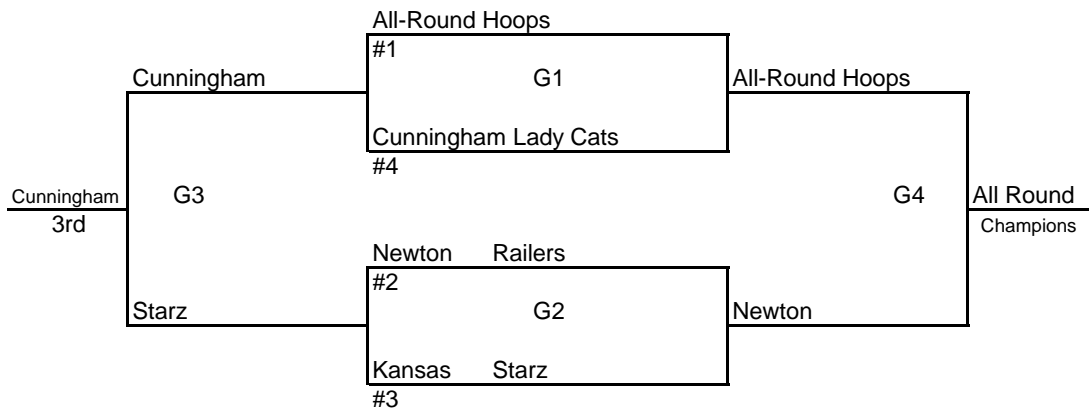 All-Round Hoops
#1
Cunningham
G1
All-Round Hoops
Cunningham Lady Cats
#4
Cunningham
G3
G4
All Round
3rd
Champions
Newton Railers
#2
Starz
G2
Newton
Kansas Starz
#3